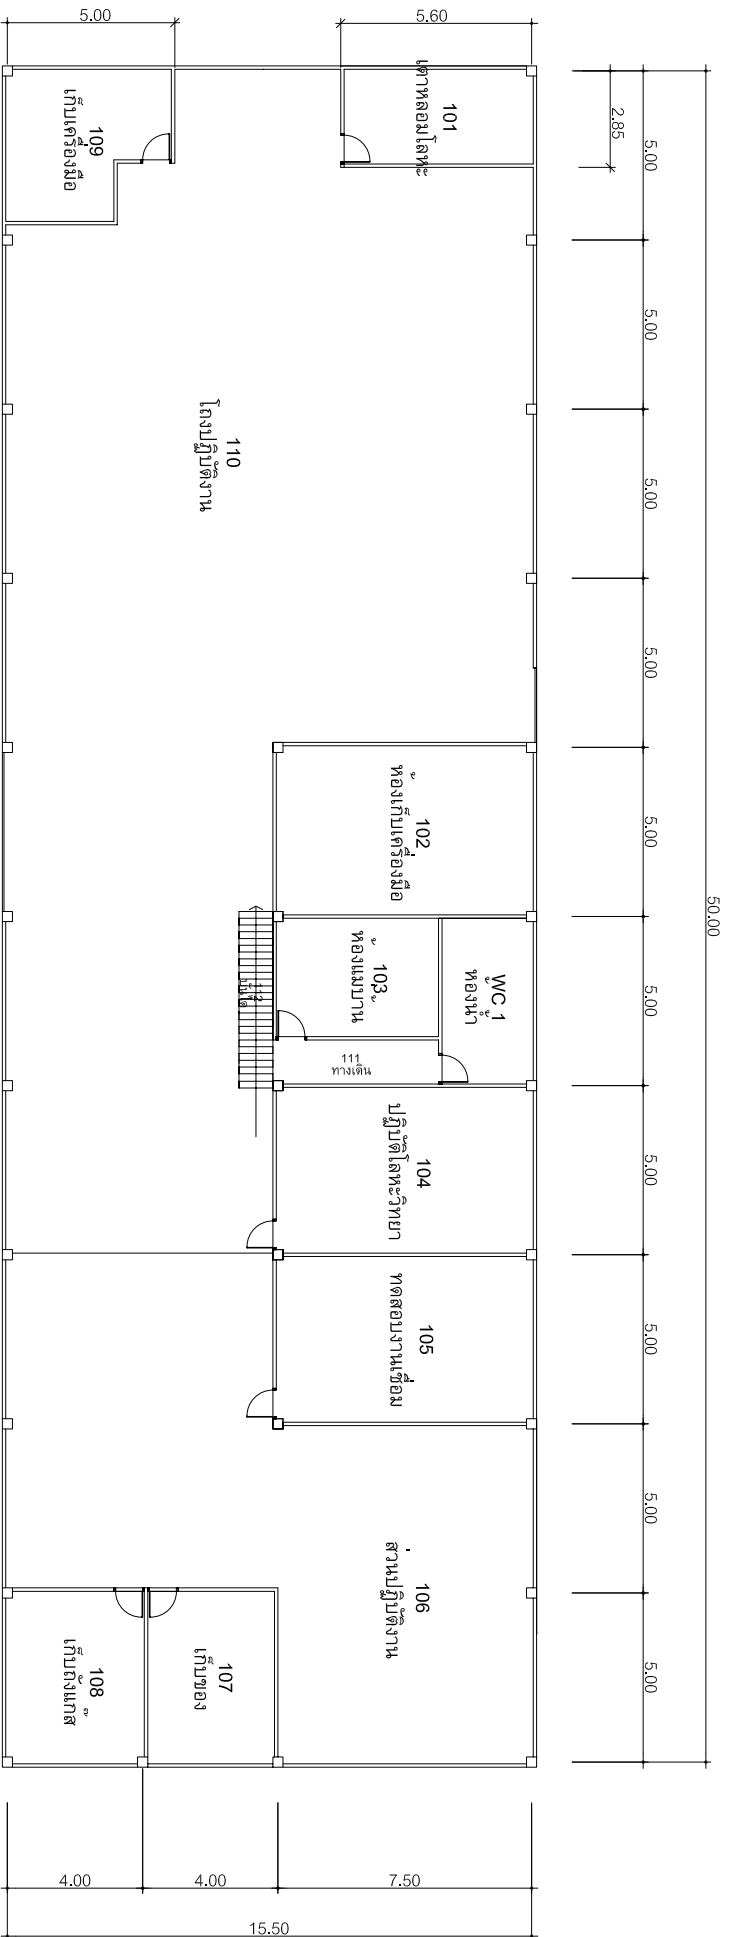 5.00
5.60
2.85
101
เตาหลอมโลหะ
109
เก็บเครื่องมือ
110
โถงปฏิบัติงาน
102
ห้องเก็บเครื่องมือ
103
ห้องแม่บ้าน
WC 1
ห้องน้ำ
111
ทางเดิน
112
บันได
104
ปฏิบัติโลหะวิทยา
105
ทดสอบงานเชื่อม
106
ส่วนปฏิบัติงาน
107
เก็บของ
108
เก็บถังแก๊ส
5.00
5.00
5.00
5.00
5.00
5.00
5.00
5.00
5.00
5.00
50.00
4.00
4.00
7.50
15.50